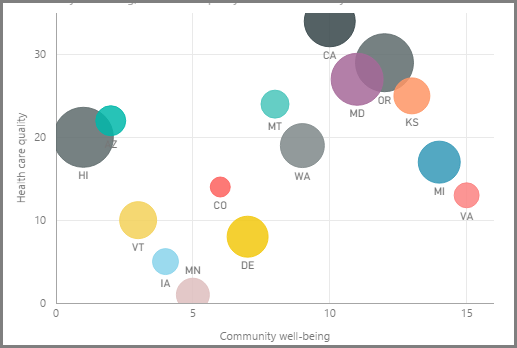 Health care quality
30
20
10
0
CA
OR
MD
KS
MT
AZ
HI
WA
MI
CO
VA
VT
DE
MN
IA
0
5
10
15
Community well-being